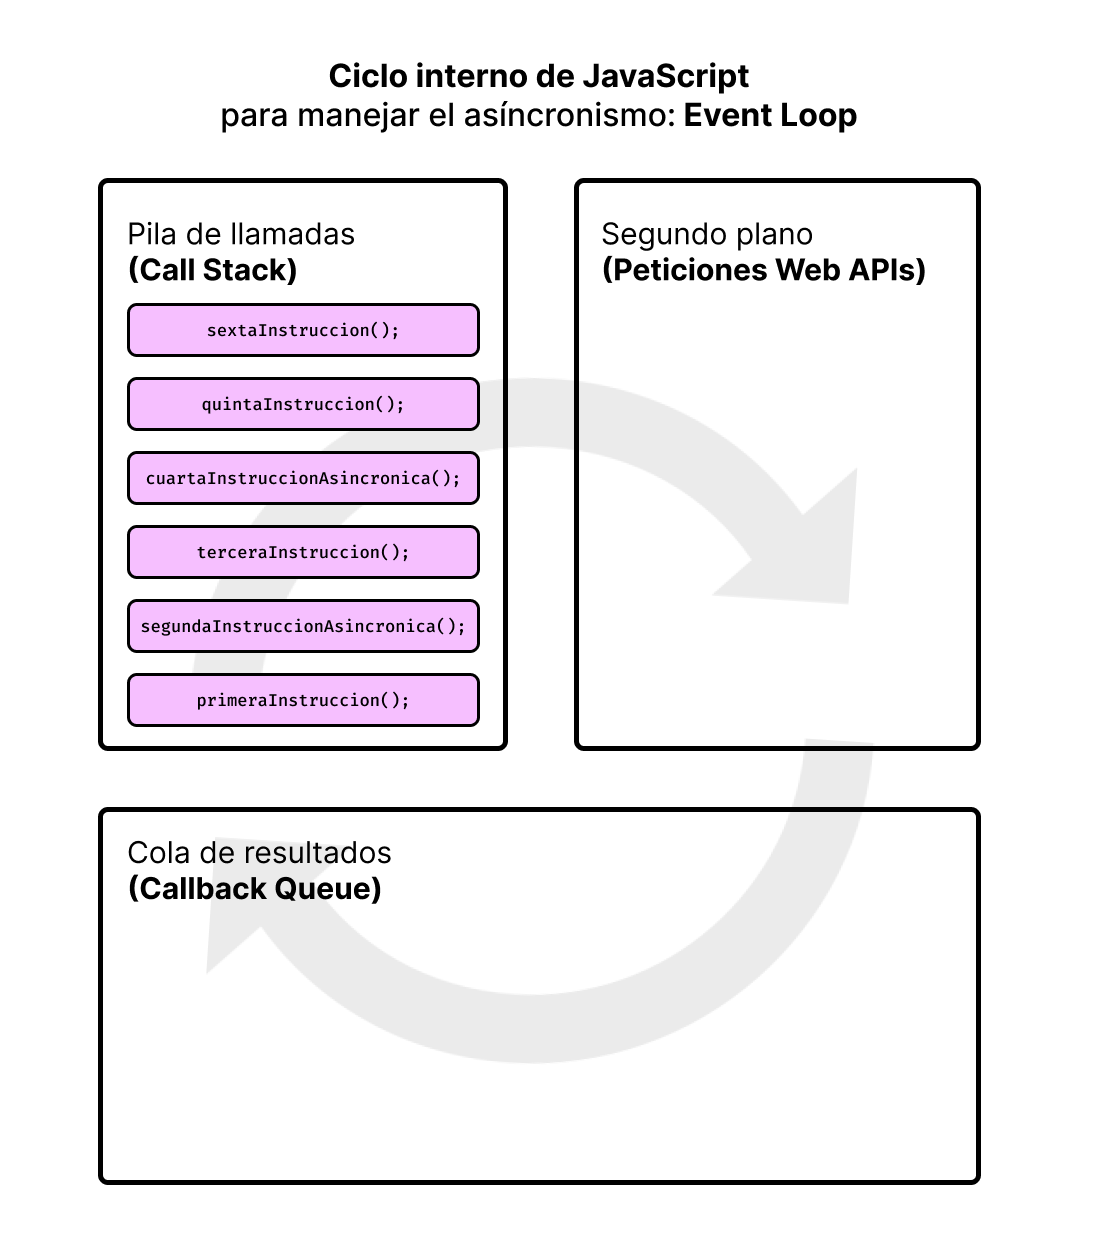 Ciclo interno de JavaScript
para manejar el asíncronismo: Event Loop
Pila de llamadas
(Call Stack)
sextaInstruccion();
quintaInstruccion();
cuartaInstruccionAsincronica();
terceraInstruccion();
segundaInstruccionAsincronica();
primeraInstruccion();
Segundo plano
(Peticiones Web APIs)
Cola de resultados
(Callback Queue)